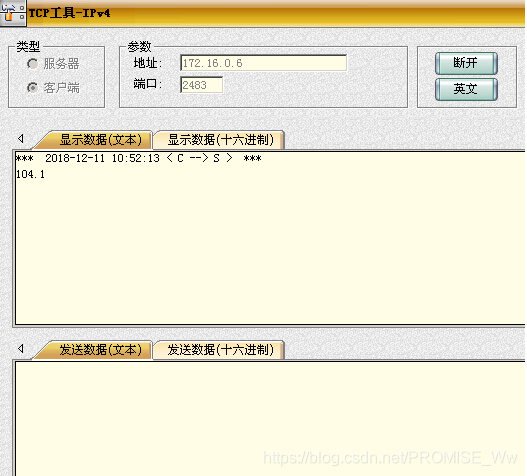 TCP工具-IPv4
类型
服务器
客户端
参数
地址: 172.16.0.6
端口: 2483
断开
英文
显示数据(文本) 显示数据(十六进制)
*** 2018-12-11 10:52:13 < C --> S > ***
104.1
发送数据(文本) 发送数据(十六进制)
https://blog.csdn.net/PROMISE_Ww